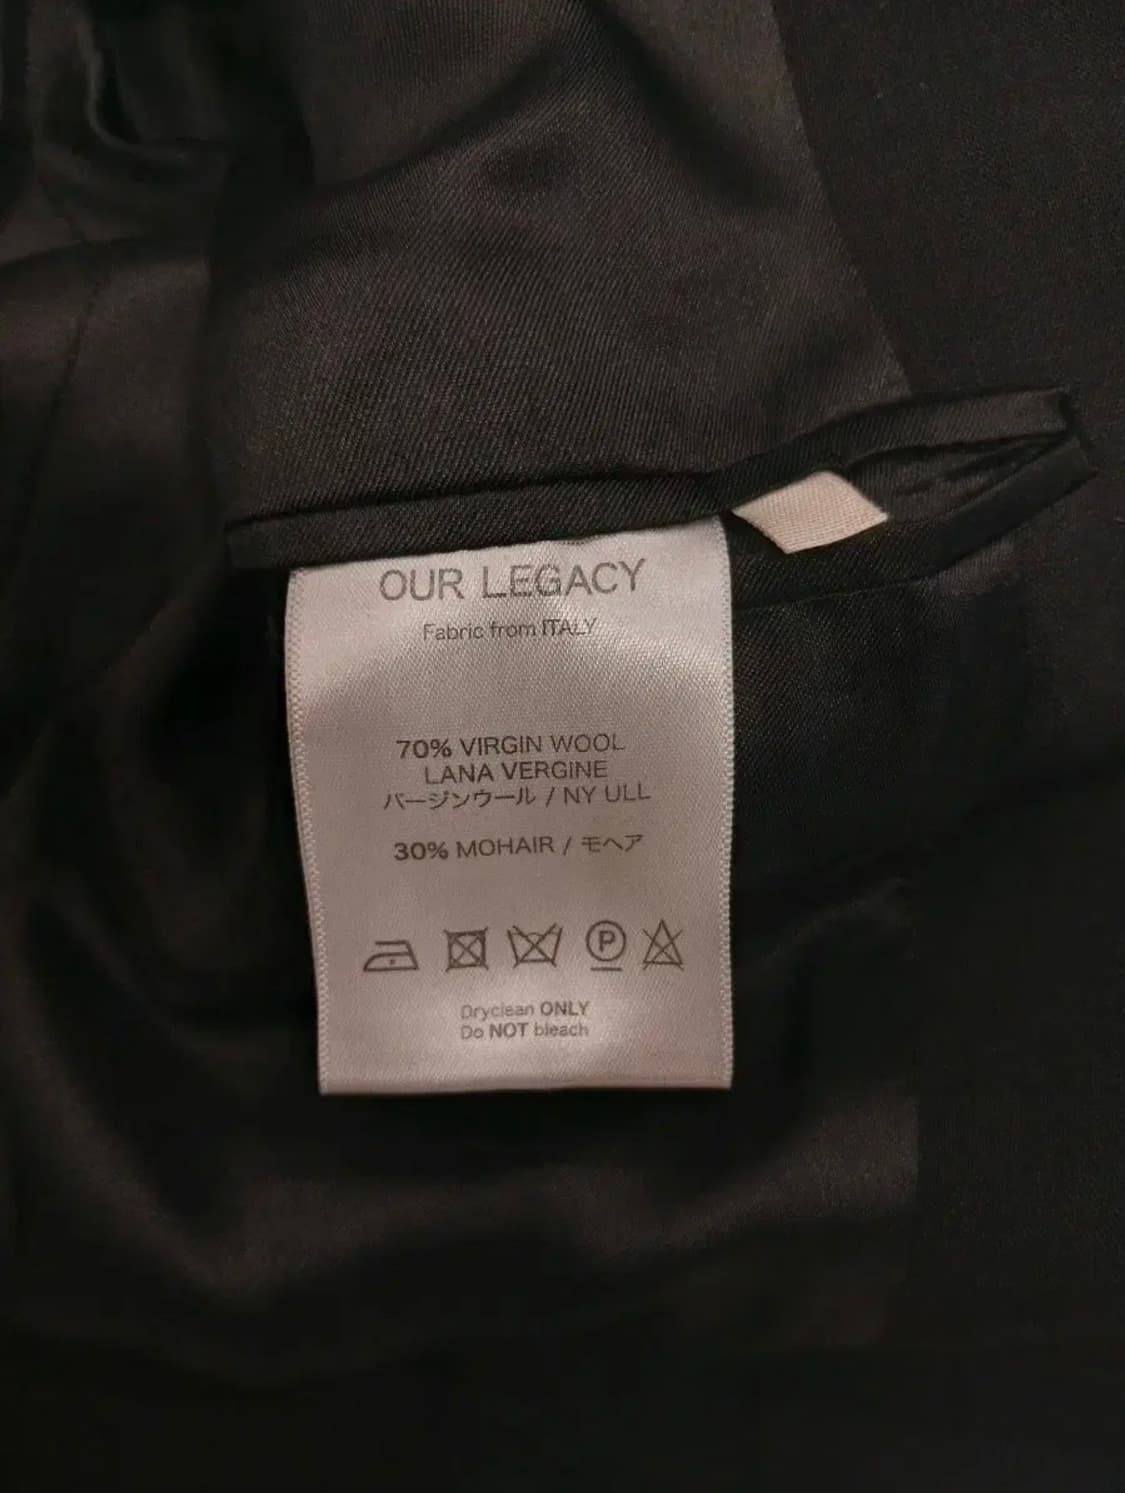 OUR LEGACY
Fabric from ITALY
70% VIRGIN WOOL
LANA VERGINE
バージンウール / NY ULL
30% MOHAIR / モヘア
P
Dryclean ONLY
Do NOT bleach